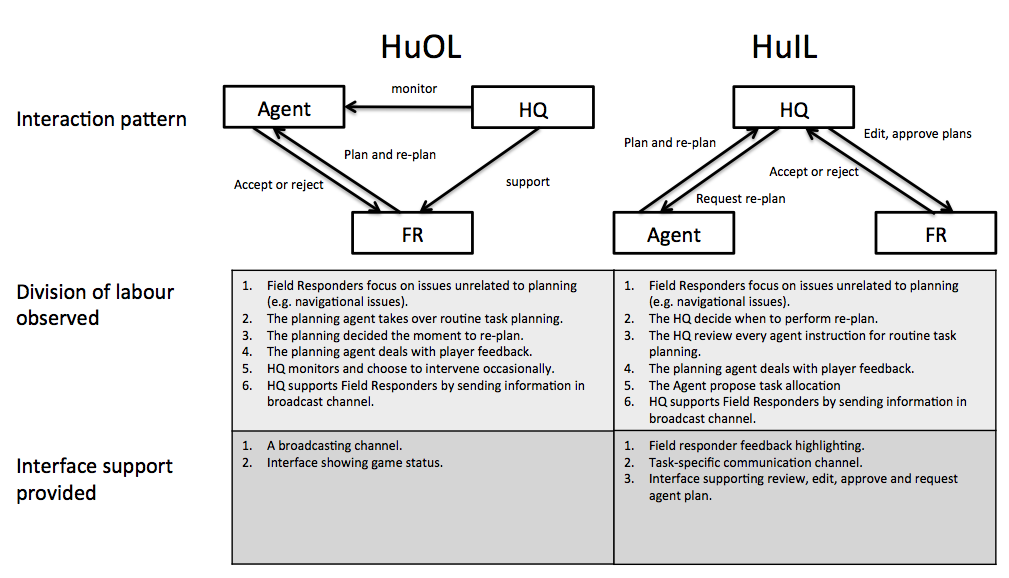 HuOL
HuIL
Interaction pattern
Agent
monitor
HQ
Plan and re-plan
Accept or reject
support
FR
HQ
Plan and re-plan
Edit, approve plans
Accept or reject
Request re-plan
Agent
FR
Division of labour
observed
1. Field Responders focus on issues unrelated to planning
(e.g. navigational issues).
2. The planning agent takes over routine task planning.
3. The planning decided the moment to re-plan.
4. The planning agent deals with player feedback.
5. HQ monitors and choose to intervene occasionally.
6. HQ supports Field Responders by sending information in
broadcast channel.
1. Field Responders focus on issues unrelated to planning
(e.g. navigational issues).
2. The HQ decide when to perform re-plan.
3. The HQ review every agent instruction for routine task
planning.
4. The planning agent deals with player feedback.
5. The Agent propose task allocation
6. HQ supports Field Responders by sending information in
broadcast channel.
Interface support
provided
1. A broadcasting channel.
2. Interface showing game status.
1. Field responder feedback highlighting.
2. Task-specific communication channel.
3. Interface supporting review, edit, approve and request
agent plan.